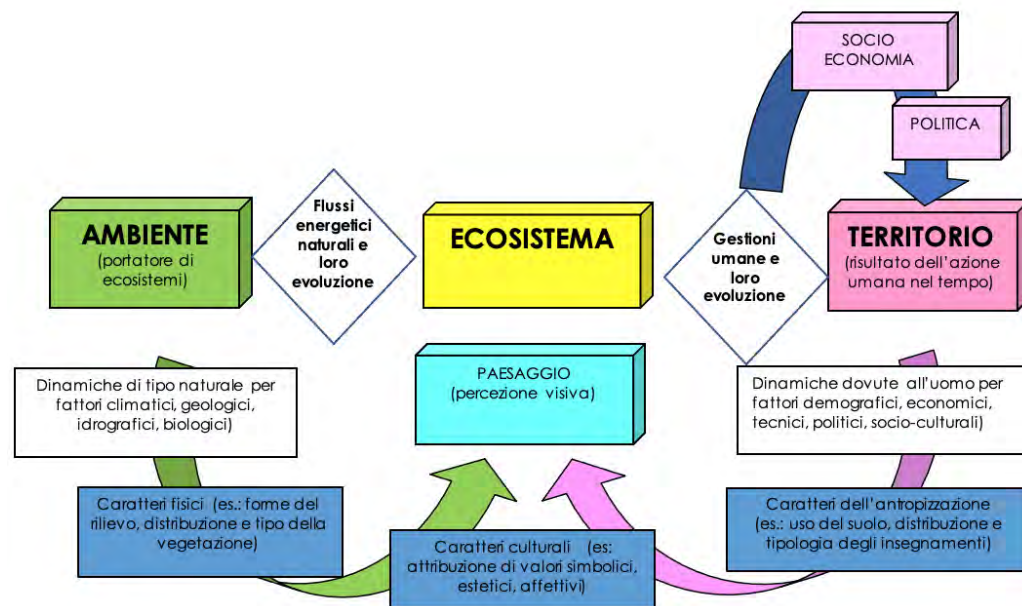 SOCIO
ECONOMIA
POLITICA
AMBIENTE
(portatore di
ecosistemi)
Flussi
energetici
naturali e
loro
evoluzione
ECOSISTEMA
Gestioni
umane e
loro
evoluzione
TERRITORIO
(risultato dell'azione
umana nel tempo)
Dinamiche di tipo naturale per
fattori climatici, geologici,
idrografici, biologici)
PAESAGGIO
(percezione visiva)
Dinamiche dovute all'uomo per
fattori demografici, economici,
tecnici, politici, socio-culturali)
Caratteri fisici (es.: forme del
rilievo, distribuzione e tipo della
vegetazione)
Caratteri culturali (es:
attribuzione di valori simbolici,
estetici, affettivi)
Caratteri dell'antropizzazione
(es.: uso del suolo, distribuzione e
tipologia degli insegnamenti)